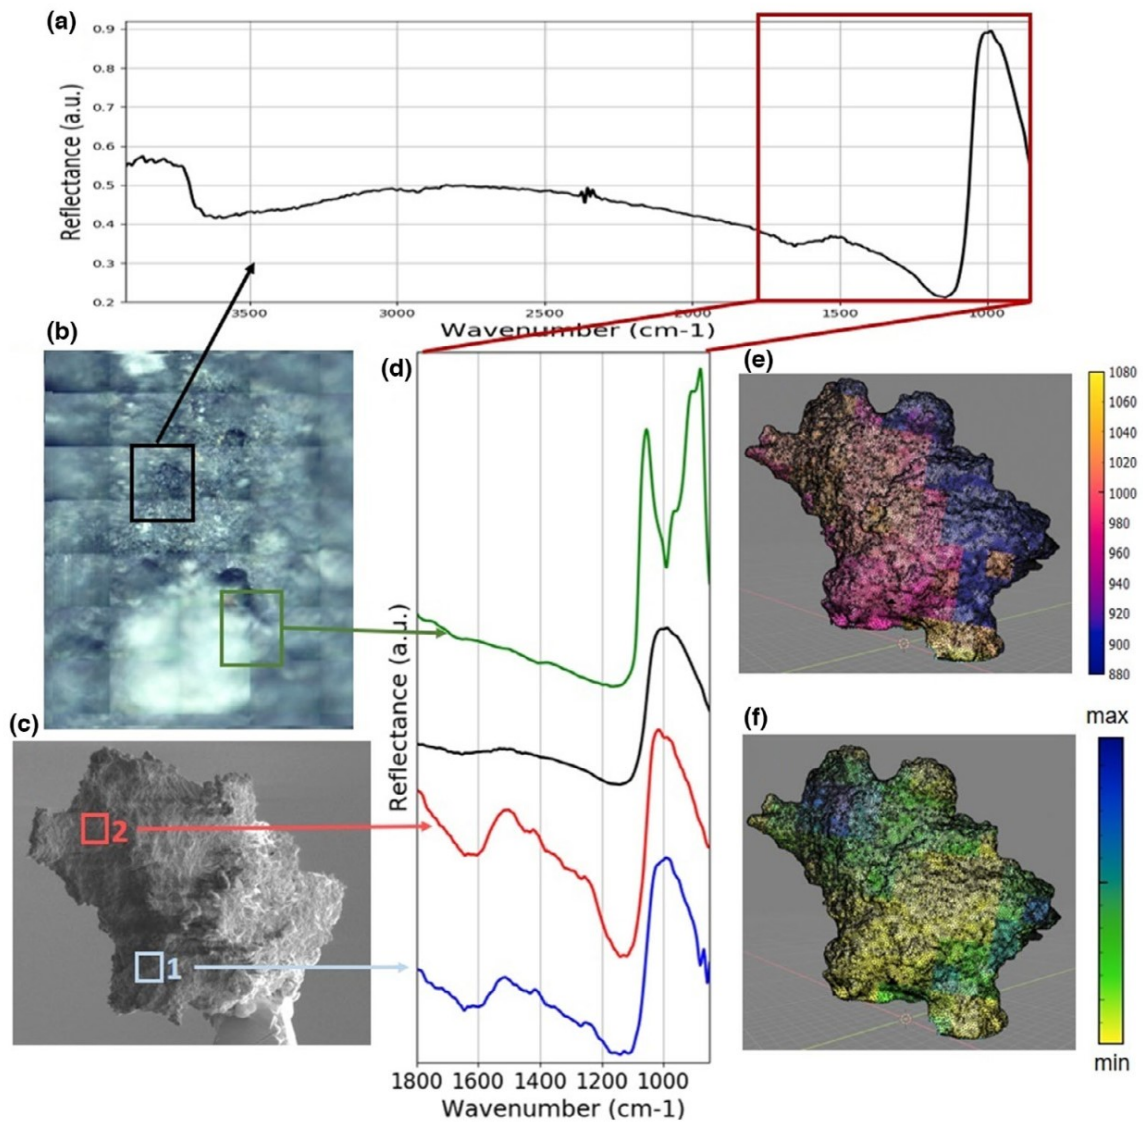 (a)
Reflectance (a.u.)
0.9
0.8
0.7
0.6
0.5
0.4
0.3
0.2
3500 3000 2500 2000 1500 1000
Wavenumber (cm-1)
(b)
(c)
2
1
(d)
Reflectance (a.u.)
1800 1600 1400 1200 1000
Wavenumber (cm-1)
(e)
1080
1060
1040
1020
1000
980
960
940
920
900
880
(f)
max
min